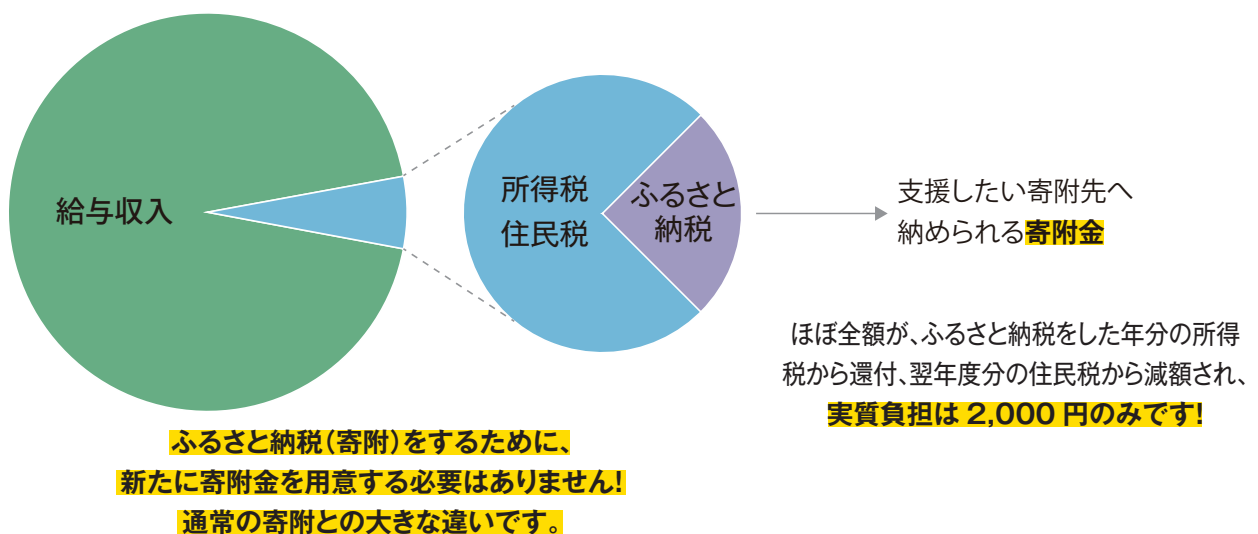 給与収入
所得税
住民税
ふるさと
納税
支援したい寄附先へ
納められる寄附金
ほぼ全額が、ふるさと納税をした年分の所得
税から還付、翌年度分の住民税から減額され、
実質負担は 2,000 円のみです!
ふるさと納税(寄附)をするために、
新たに寄附金を用意する必要はありません!
通常の寄附との大きな違いです。